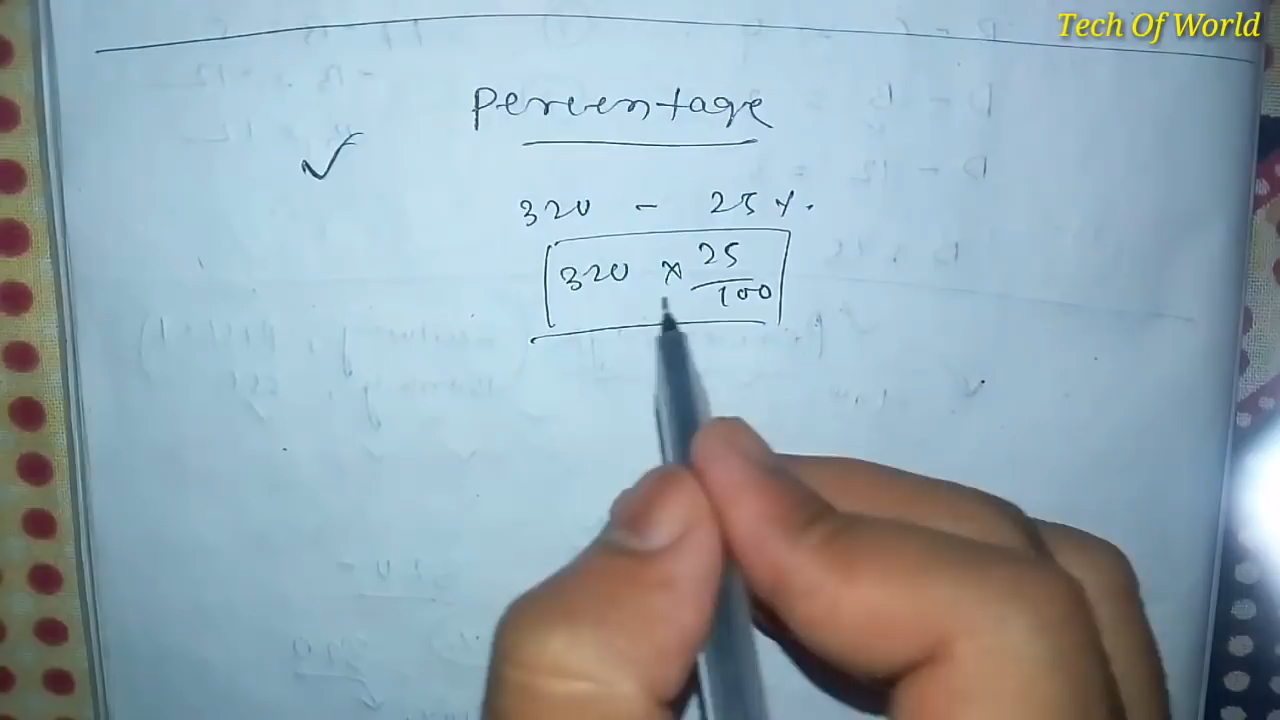 Tech Of World
Percentage
320 - 25%.
320 × 25/100